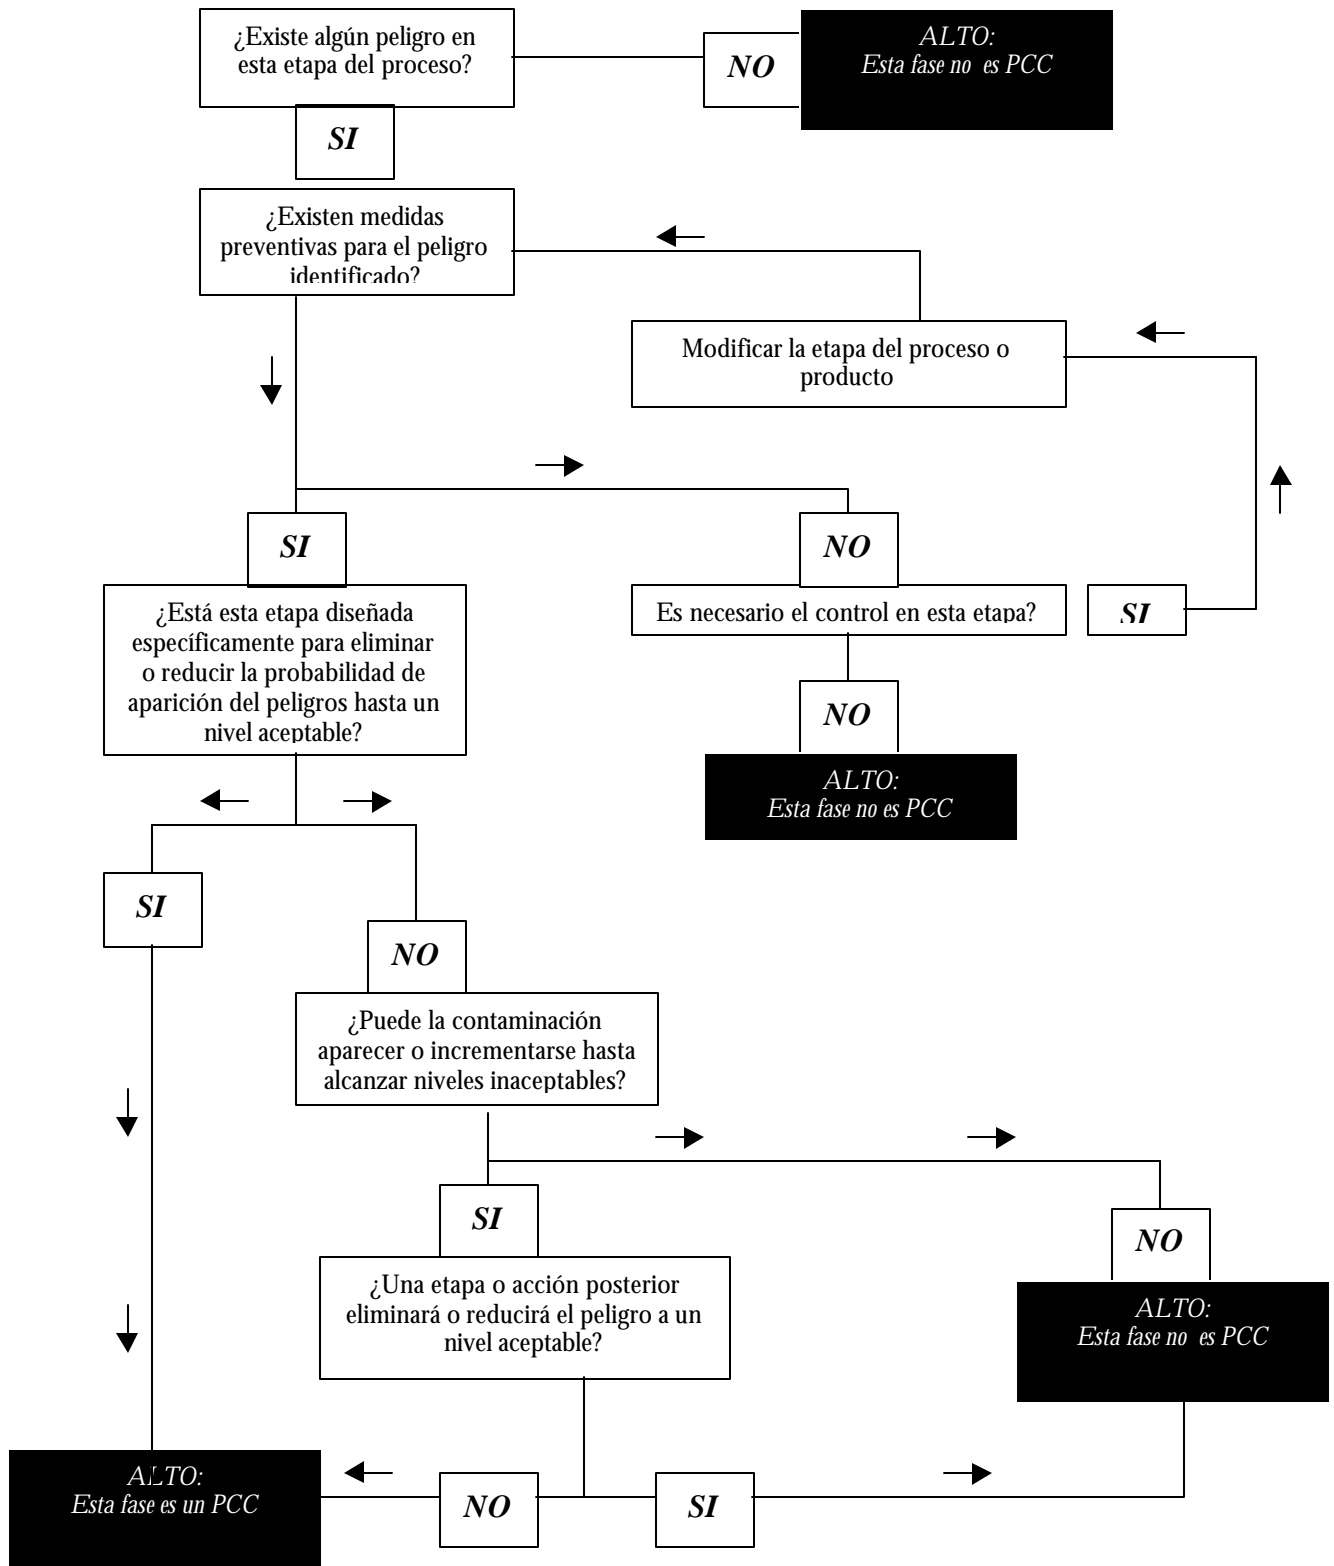 ¿Existe algún peligro en
esta etapa del proceso?
NO
ALTO:
Esta fase no es PCC
SI
¿Existen medidas
preventivas para el peligro
identificado?
Modificar la etapa del proceso o
producto
SI
NO
¿Está esta etapa diseñada
específicamente para eliminar
o reducir la probabilidad de
aparición del peligros hasta un
nivel aceptable?
Es necesario el control en esta etapa?
SI
NO
ALTO:
Esta fase no es PCC
SI
NO
¿Puede la contaminación
aparecer o incrementarse hasta
alcanzar niveles inaceptables?
SI
NO
¿Una etapa o acción posterior
eliminará o reducirá el peligro a un
nivel aceptable?
ALTO:
Esta fase no es PCC
ALTO:
Esta fase es un PCC
NO
SI